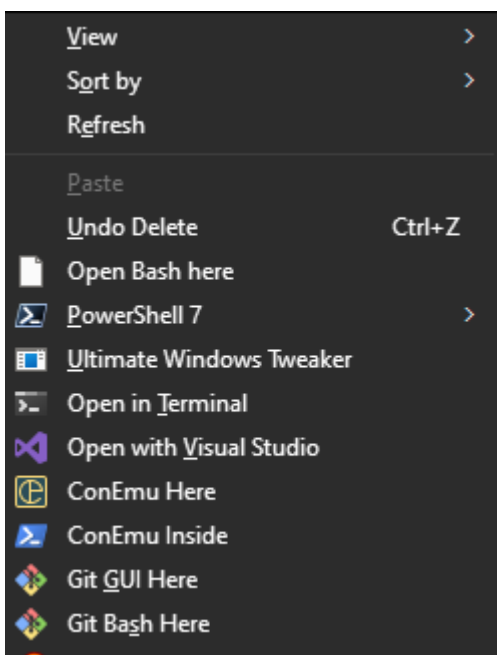 View
Sort by
Refresh
Paste
Undo Delete Ctrl+Z
Open Bash here
PowerShell 7
Ultimate Windows Tweaker
Open in Terminal
Open with Visual Studio
ConEmu Here
ConEmu Inside
Git GUI Here
Git Bash Here